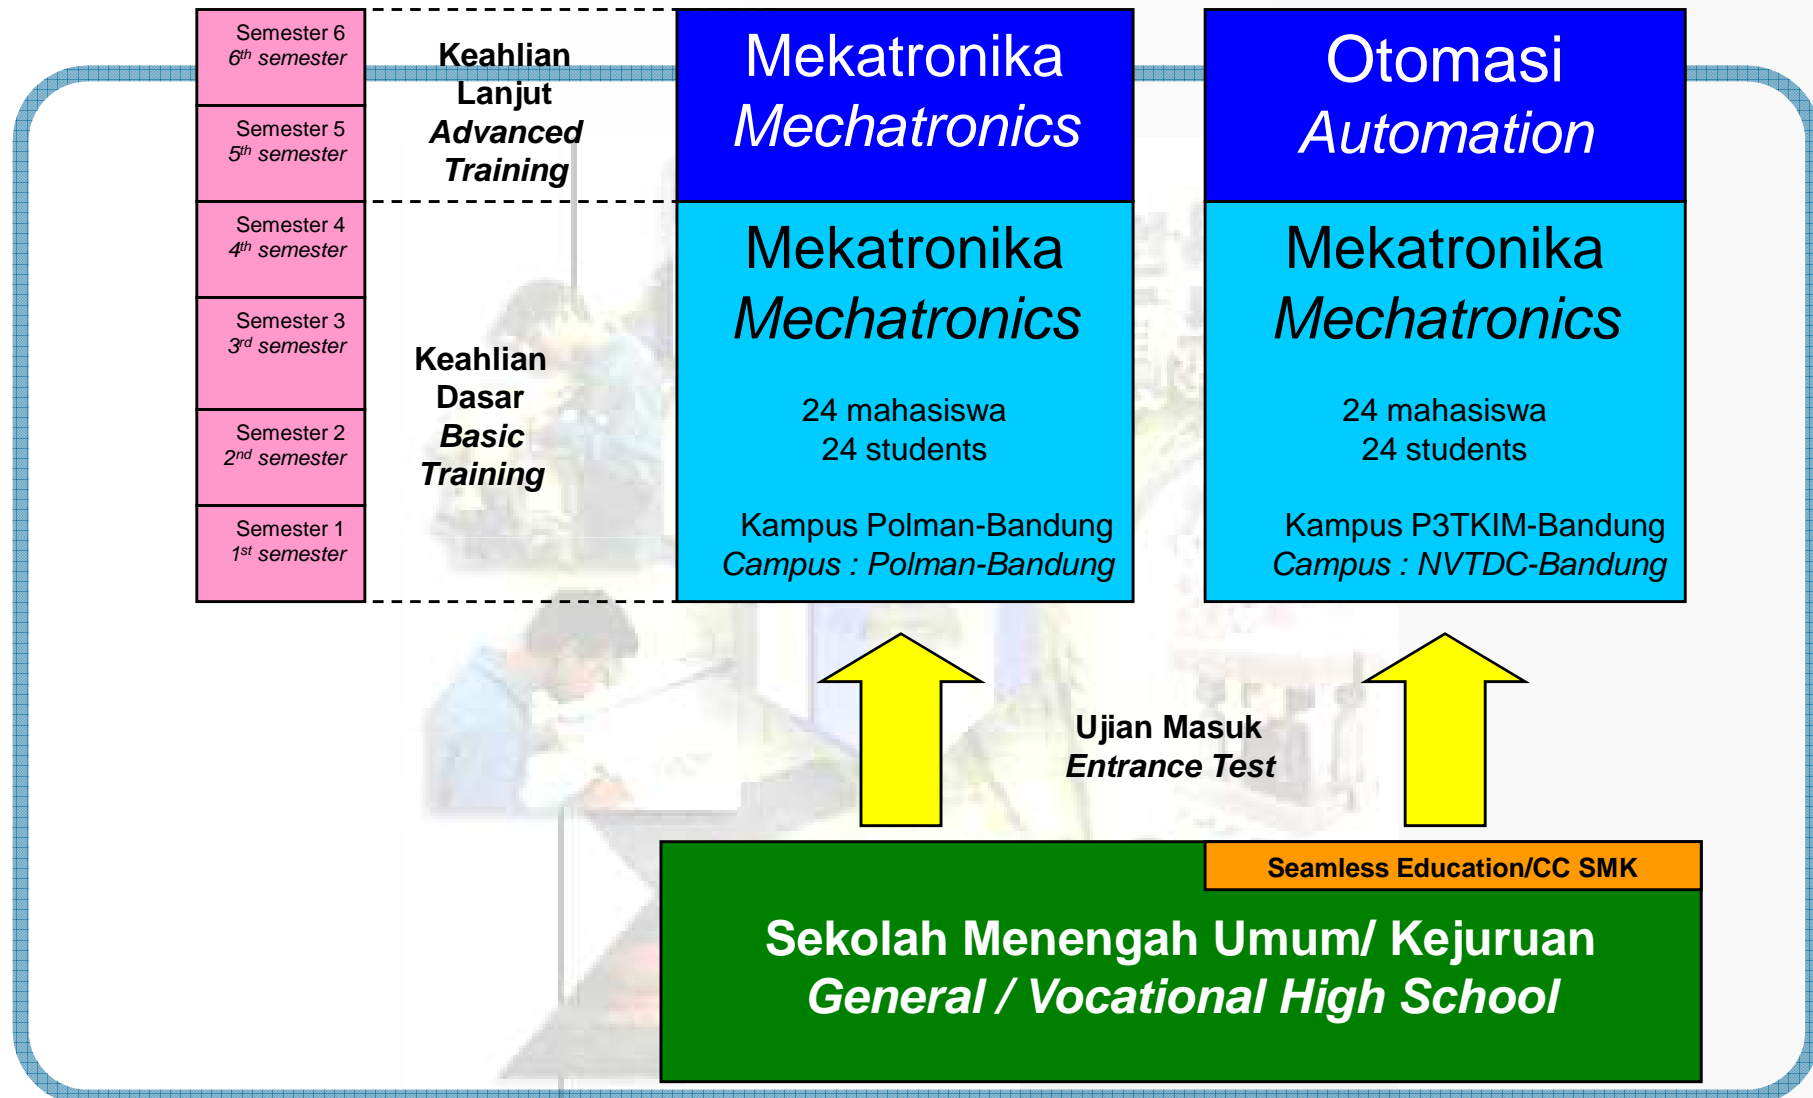 Semester 6
6th semester
Semester 5
5th semester
Semester 4
4th semester
Semester 3
3rd semester
Semester 2
2nd semester
Semester 1
1st semester
Keahlian
Lanjut
Advanced
Training
Keahlian
Dasar
Basic
Training
Mekatronika
Mechatronics
Mekatronika
Mechatronics
24 mahasiswa
24 students
Kampus Polman-Bandung
Campus : Polman-Bandung
Otomasi
Automation
Mekatronika
Mechatronics
24 mahasiswa
24 students
Kampus P3TKIM-Bandung
Campus : NVTDC-Bandung
Ujian Masuk
Entrance Test
Seamless Education/CC SMK
Sekolah Menengah Umum/ Kejuruan
General / Vocational High School